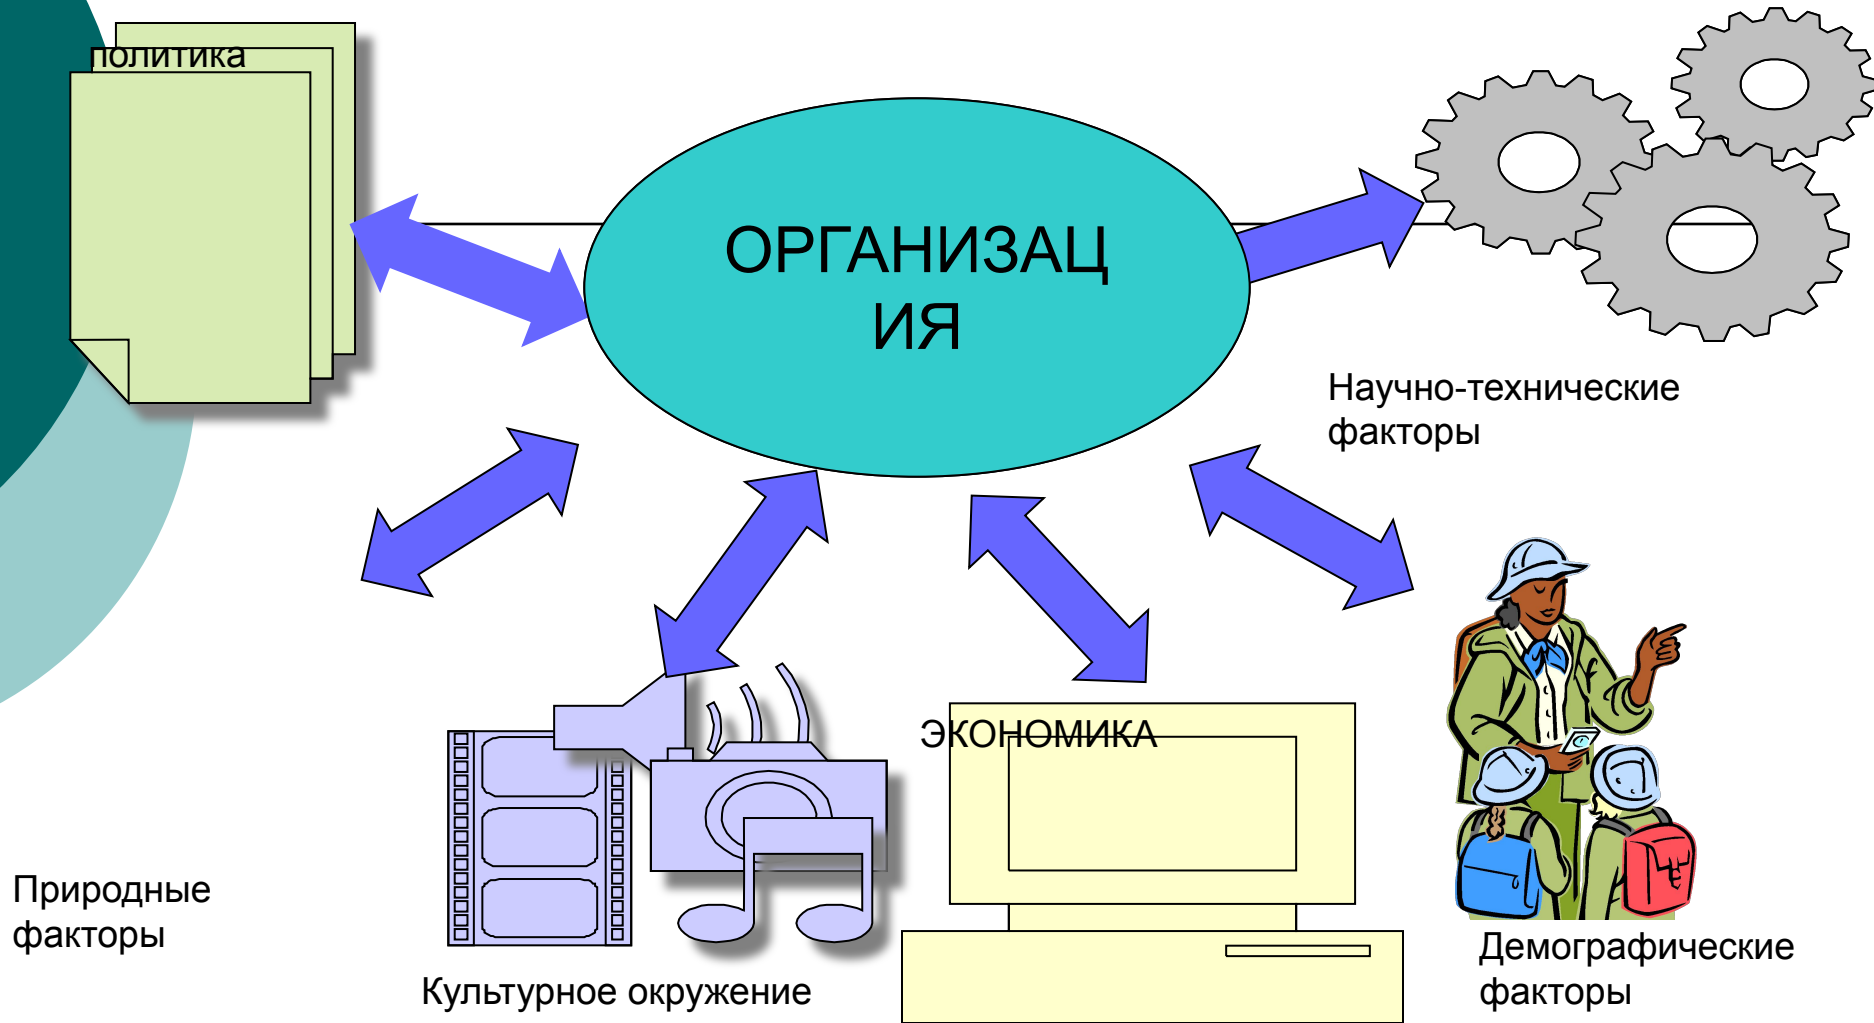 политика
ОРГАНИЗАЦ
ИЯ
Научно-технические
факторы
ЭКОНОМИКА
Природные
факторы
Культурное окружение
Демографические
факторы